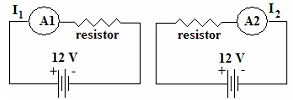 I1 A1 A2 I2
resistor resistor
12 V 12 V
+ - + -